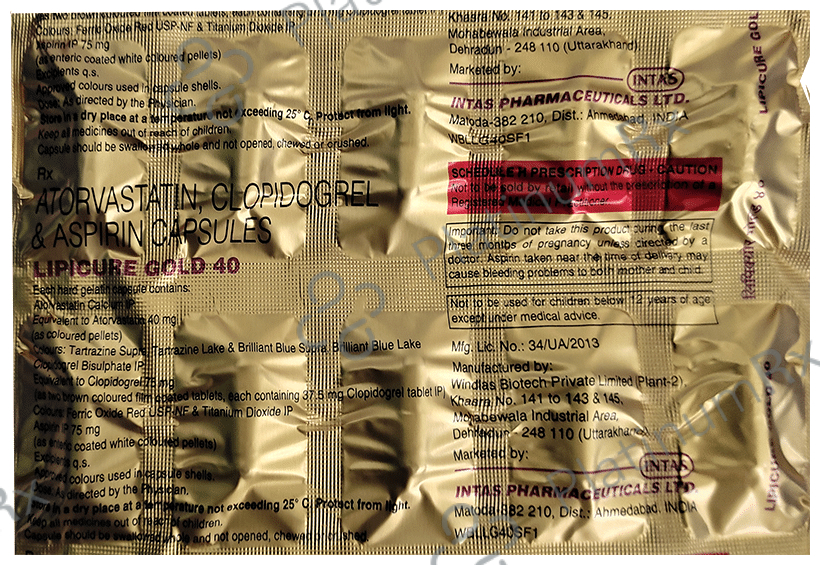 as two brown coloured film coated tablets, each containing 37.5mg Clopidogrel tablet
Colours: Ferric Oxide Red USP-NF & Titanium Dioxide IP
Aspirin IP 75 mg
(as enteric coated white coloured pellets)
Excipients q.s.
Approved colours used in capsule shells.
Dose: As directed by the Physician.
Store in a dry place at a temperature not exceeding 25° C, Protect from light.
Keep all medicines out of reach of children.
Capsule should be swallowed whole and not opened, chewed or crushed.
Rx
ATORVASTATIN, CLOPIDOGREL
& ASPIRIN CAPSULES
LIPICURE GOLD 40
Each hard gelatin capsule contains:
Atorvastatin Calcium IP
Equivalent to Atorvastatin 40 mg
(as coloured pellets)
Colours: Tartrazine Supra, Tartrazine Lake & Brilliant Blue Supra, Brilliant Blue Lake
Clopidogrel Bisulphate IP
Equivalent to Clopidogrel 75 mg
(as two brown coloured film coated tablets, each containing 37.5 mg Clopidogrel tablet IP)
Colours: Ferric Oxide Red USP-NF & Titanium Dioxide IP
Aspirin IP 75 mg
(as enteric coated white coloured pellets)
Excipients q.s.
Approved colours used in capsule shells.
Dose: As directed by the Physician.
Store in a dry place at a temperature not exceeding 25° C, Protect from light.
Keep all medicines out of reach of children.
Capsule should be swallowed whole and not opened, chewed or crushed.
Khasra No. 141 to 143 & 145,
Mohabewala Industrial Area,
Dehradun - 248 110 (Uttarakhand)
Marketed by:
INTAS
INTAS PHARMACEUTICALS LTD.
Matoda-382 210, Dist.: Ahmedabad, INDIA
WBLLG40SF1
SCHEDULE H PRESCRIPTION DRUG - CAUTION
Not to be sold by retail without the prescription of a
Registered Medical Practitioner.
Important: Do not take this product during the last
three months of pregnancy unless directed by a
doctor. Aspirin taken near the time of delivery may
cause bleeding problems to both mother and child.
Not to be used for children below 12 years of age
except under medical advice.
Mfg. Lic. No.: 34/UA/2013
Manufactured by:
Windlas Biotech Private Limited (Plant-2),
Khasra No. 141 to 143 & 145,
Mohabewala Industrial Area,
Dehradun - 248 110 (Uttarakhand)
Marketed by:
INTAS
INTAS PHARMACEUTICALS LTD.
Matoda-382 210, Dist.: Ahmedabad, INDIA
WBLLG40SF1
LIPICURE GOLD
LIPICURE GOLD 40
PlatinumRx